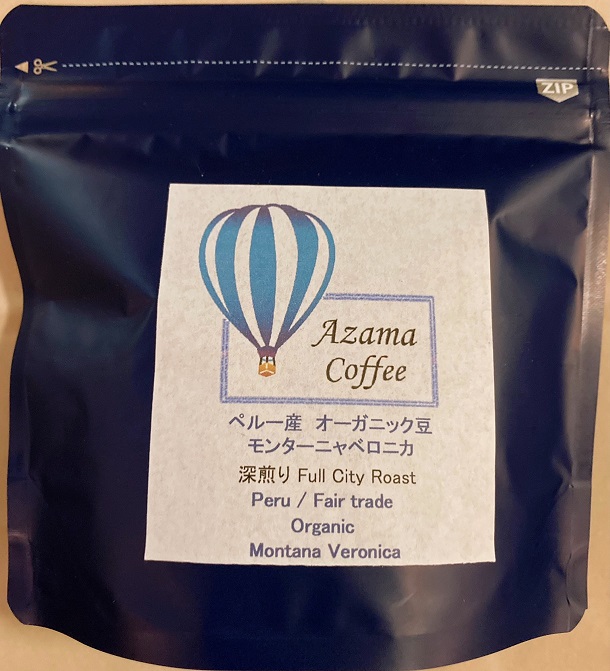 ZIP
Azama
Coffee
ペルー産 オーガニック豆
モンターニャベロニカ
深煎り Full City Roast
Peru / Fair trade
Organic
Montana Veronica